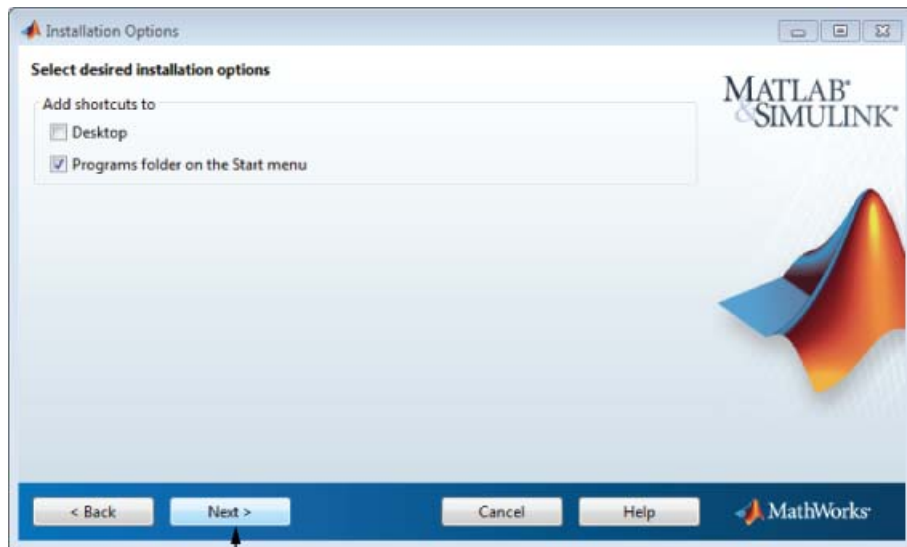 Installation Options
Select desired installation options
Add shortcuts to
Desktop
Programs folder on the Start menu
MATLAB®
&SIMULINK®
< Back
Next >
Cancel
Help
MathWorks®